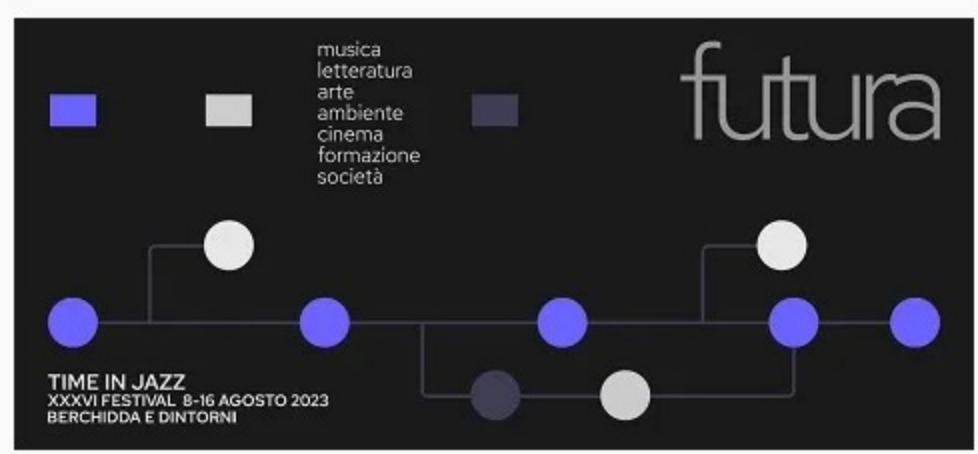 musica
letteratura
arte
ambiente
cinema
formazione
società
futura
TIME IN JAZZ
XXXVI FESTIVAL 8-16 AGOSTO 2023
BERCHIDDA E DINTORNI